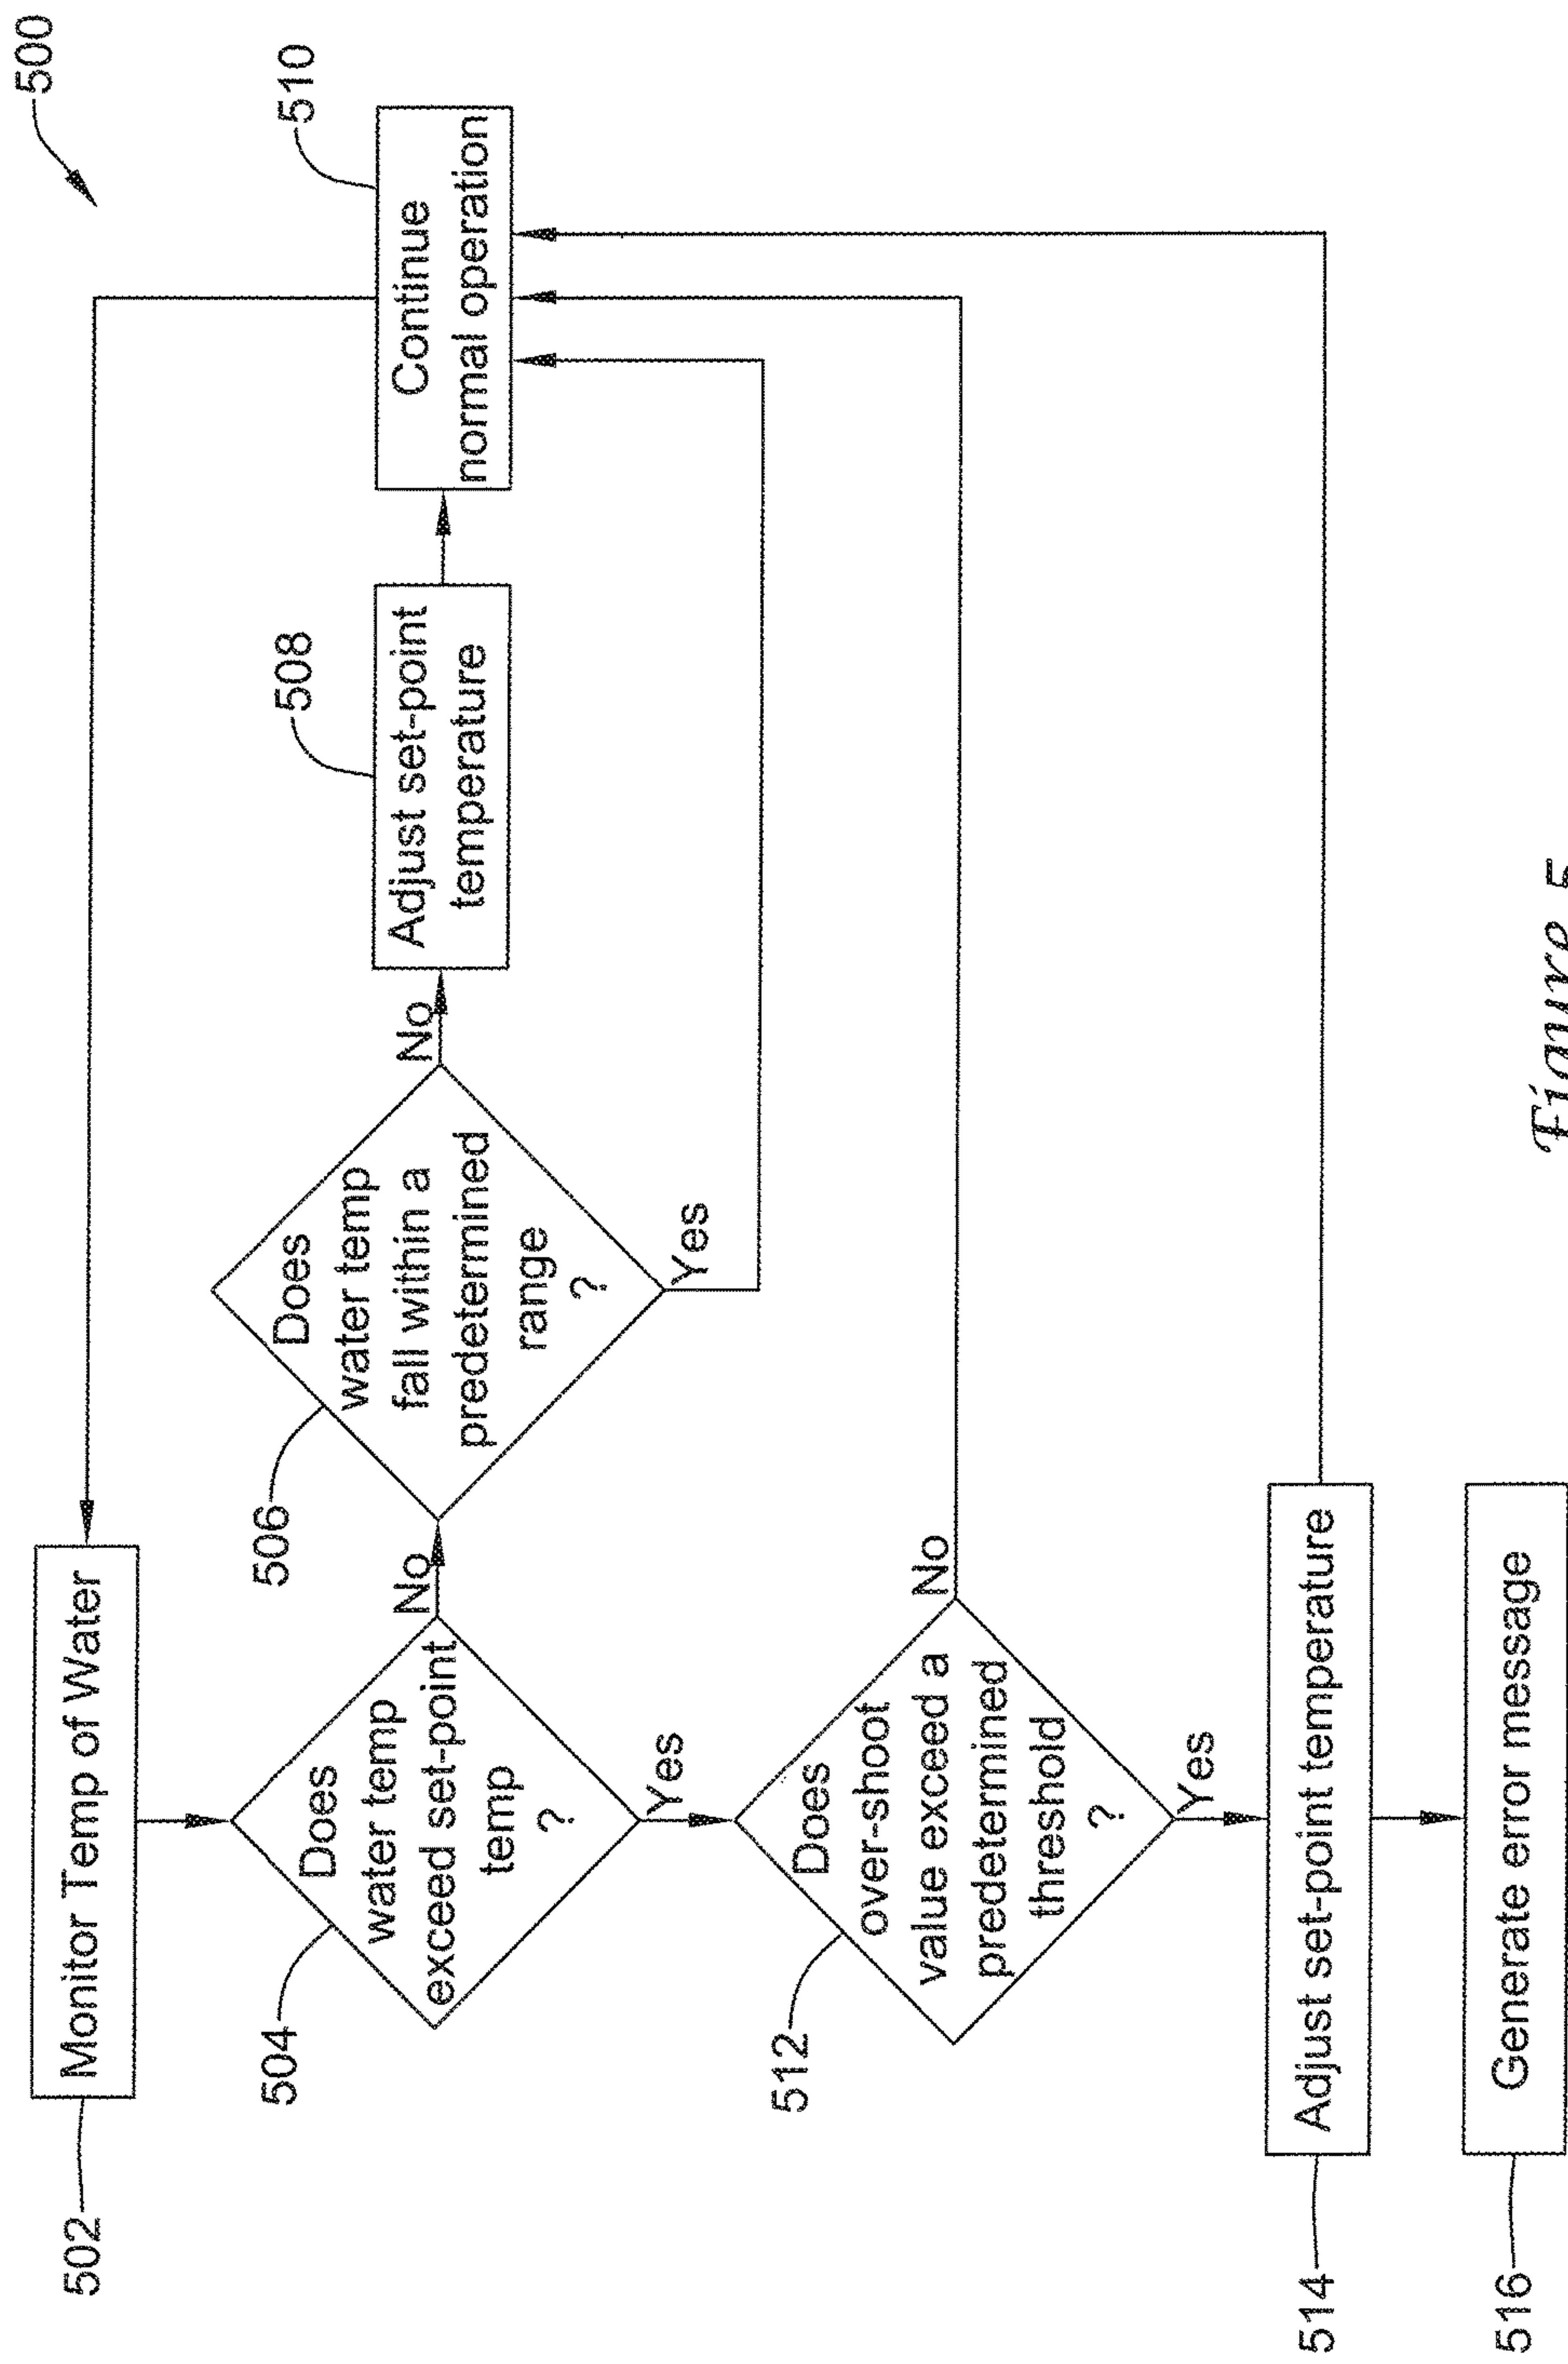 500
502
Monitor Temp of Water
504
Does
water temp
exceed set-point
temp
?
No
Yes
506
Does
water temp
fall within a
predetermined
range
?
No
Yes
508
Adjust set-point
temperature
510
Continue
normal operation
512
Does
over-shoot
value exceed a
predetermined
threshold
?
No
Yes
514
Adjust set-point temperature
516
Generate error message
Figure 5